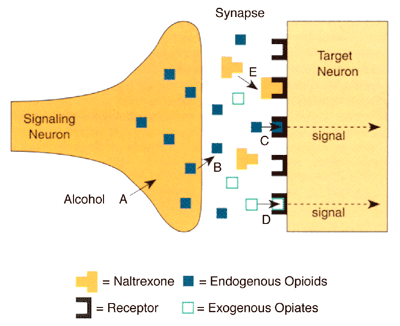 Synapse
Signaling
Neuron
Target
Neuron
E
C
signal
B
Alcohol A
D
signal
= Naltrexone
= Endogenous Opioids
= Receptor
= Exogenous Opiates